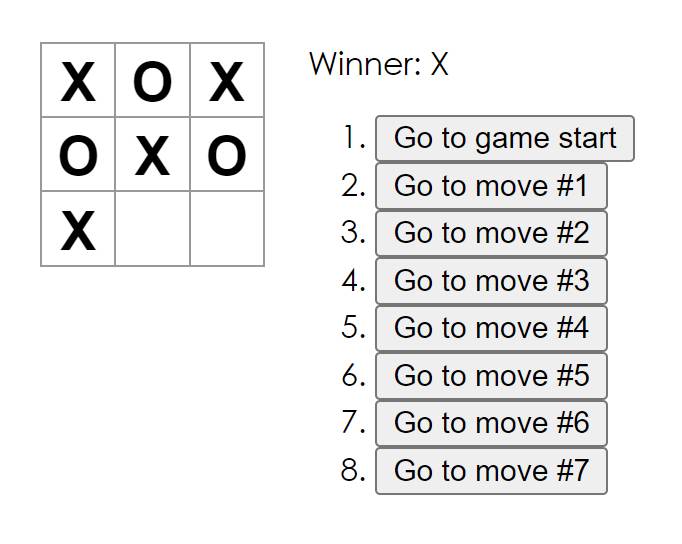 X O X
O X O
X
Winner: X
1. Go to game start
2. Go to move #1
3. Go to move #2
4. Go to move #3
5. Go to move #4
6. Go to move #5
7. Go to move #6
8. Go to move #7